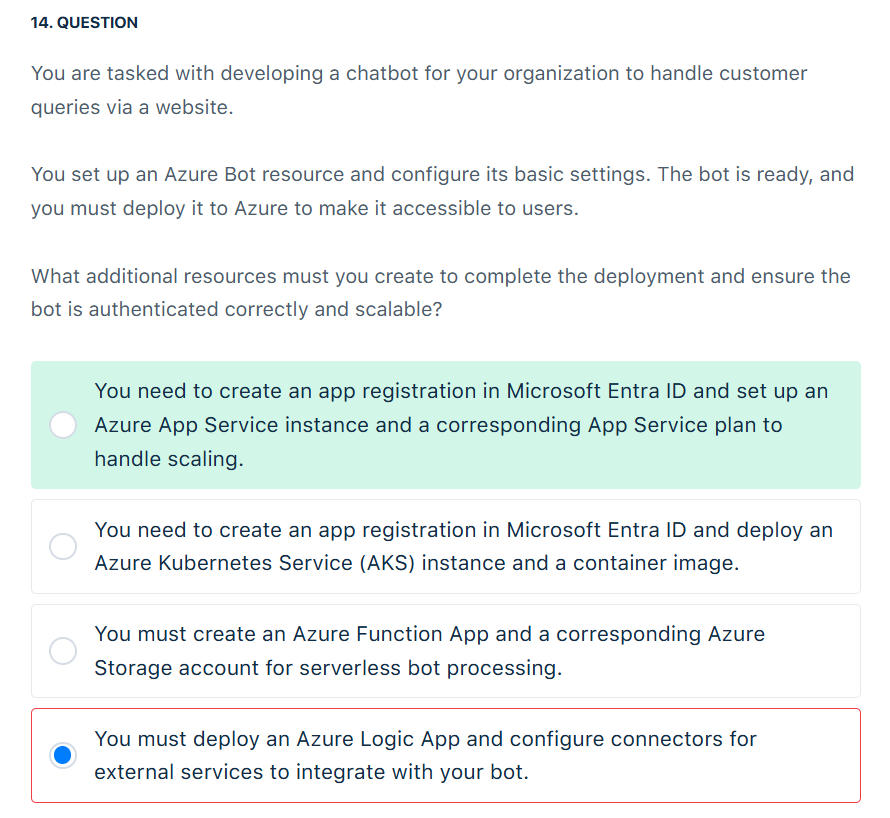 14. QUESTION
You are tasked with developing a chatbot for your organization to handle customer
queries via a website.
You set up an Azure Bot resource and configure its basic settings. The bot is ready, and
you must deploy it to Azure to make it accessible to users.
What additional resources must you create to complete the deployment and ensure the
bot is authenticated correctly and scalable?
You need to create an app registration in Microsoft Entra ID and set up an
Azure App Service instance and a corresponding App Service plan to
handle scaling.
You need to create an app registration in Microsoft Entra ID and deploy an
Azure Kubernetes Service (AKS) instance and a container image.
You must create an Azure Function App and a corresponding Azure
Storage account for serverless bot processing.
You must deploy an Azure Logic App and configure connectors for
external services to integrate with your bot.